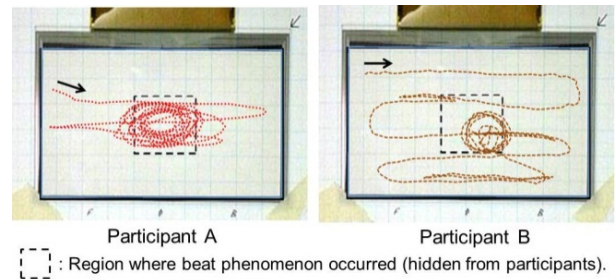 Participant A
Participant B
: Region where beat phenomenon occurred (hidden from participants).